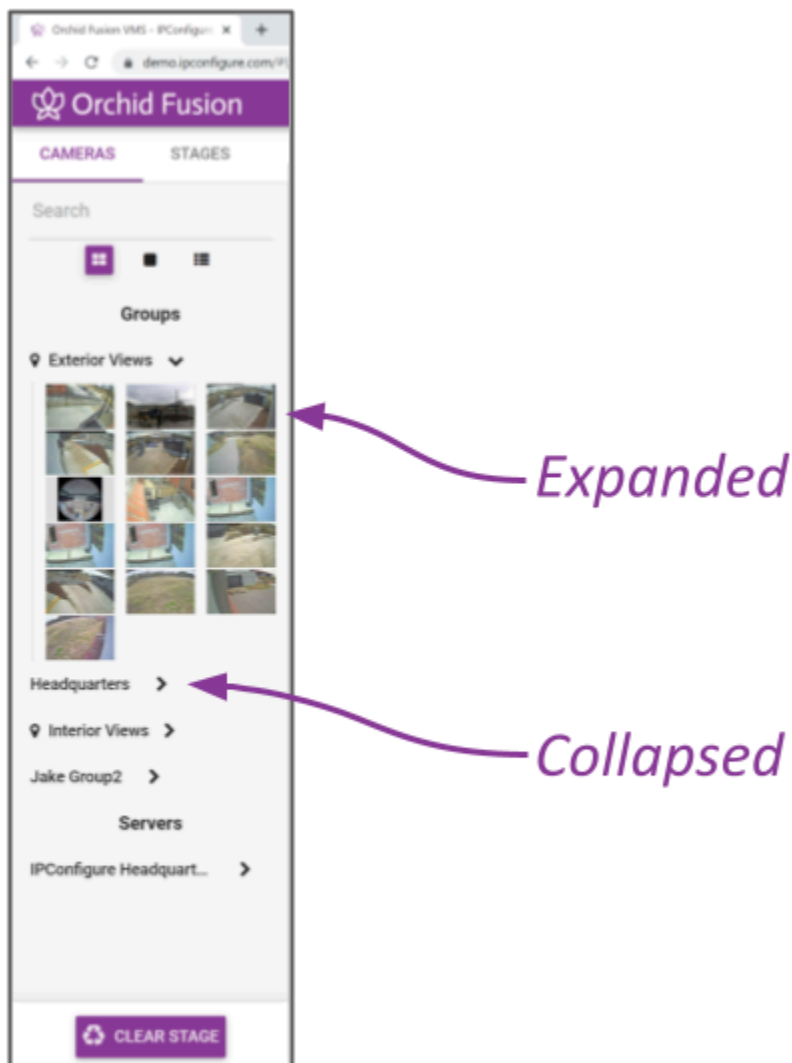 Orchid Fusion VMS - IPConfigur
demo.ipconfigure.com/
Orchid Fusion
CAMERAS STAGES
Search
Groups
Exterior Views
Expanded
Headquarters
Interior Views
Collapsed
Jake Group2
Servers
IPConfigure Headquart...
CLEAR STAGE